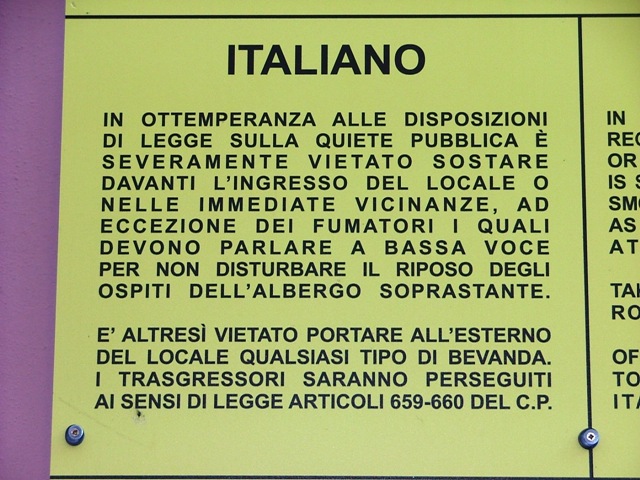 ITALIANO
IN OTTEMPERANZA ALLE DISPOSIZIONI
DI LEGGE SULLA QUIETE PUBBLICA È
SEVERAMENTE VIETATO SOSTARE
DAVANTI L'INGRESSO DEL LOCALE O
NELLE IMMEDIATE VICINANZE, AD
ECCEZIONE DEI FUMATORI I QUALI
DEVONO PARLARE A BASSA VOCE
PER NON DISTURBARE IL RIPOSO DEGLI
OSPITI DELL'ALBERGO SOPRASTANTE.
E' ALTRESÌ VIETATO PORTARE ALL'ESTERNO
DEL LOCALE QUALSIASI TIPO DI BEVANDA.
I TRASGRESSORI SARANNO PERSEGUITI
AI SENSI DI LEGGE ARTICOLI 659-660 DEL C.P.
IN
OR
IS
AS
OF
TO